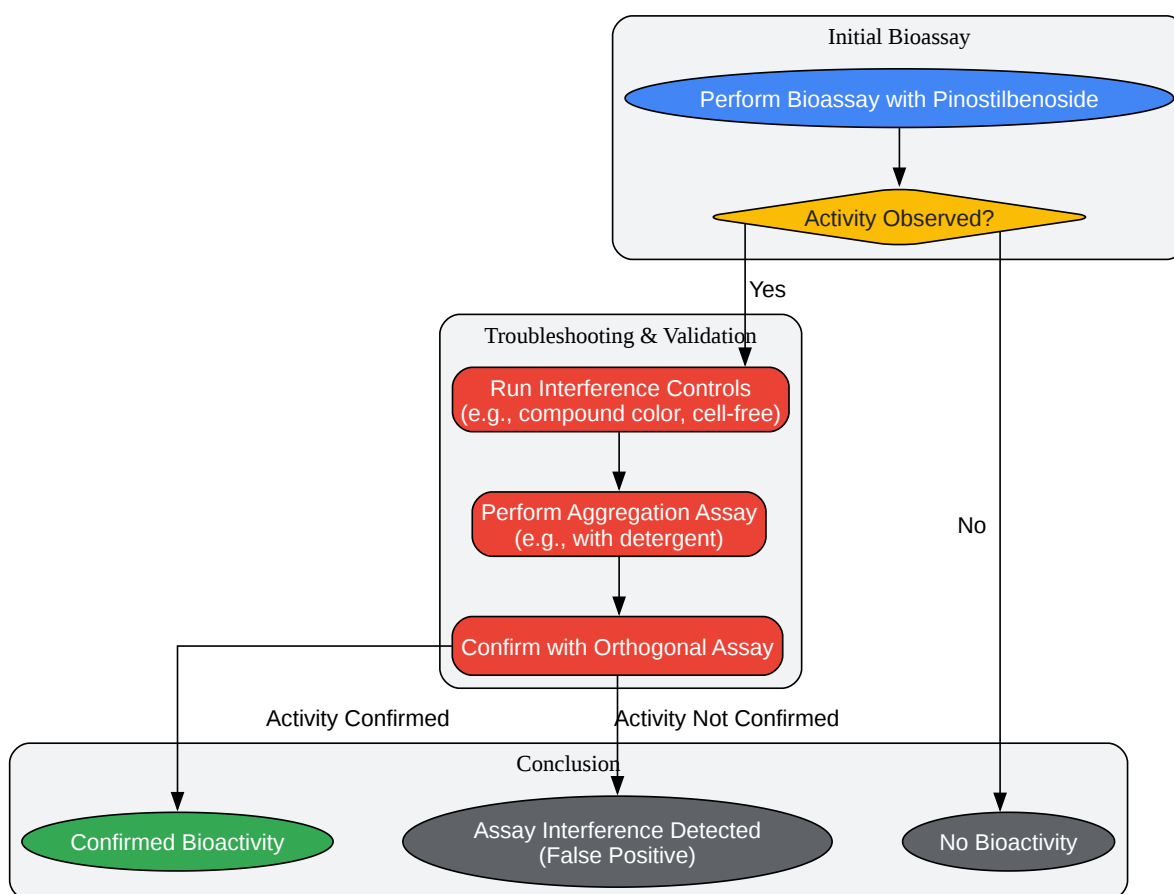 Initial Bioassay
Perform Bioassay with Pinostilbenoside
Activity Observed?
Yes
Troubleshooting & Validation
Run Interference Controls
(e.g., compound color, cell-free)
Perform Aggregation Assay
(e.g., with detergent)
No
Confirm with Orthogonal Assay
Activity Confirmed
Activity Not Confirmed
Conclusion
Confirmed Bioactivity
Assay Interference Detected
(False Positive)
No Bioactivity